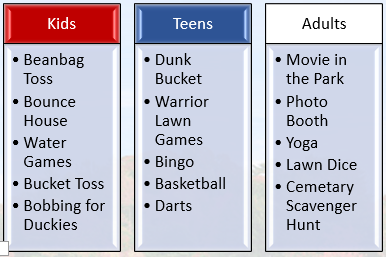 Kids
• Beanbag
Toss
• Bounce
House
• Water
Games
• Bucket Toss
• Bobbing for
Duckies
Teens
• Dunk
Bucket
• Warrior
Lawn
Games
• Bingo
• Basketball
• Darts
Adults
• Movie in
the Park
• Photo
Booth
• Yoga
• Lawn Dice
• Cemetary
Scavenger
Hunt